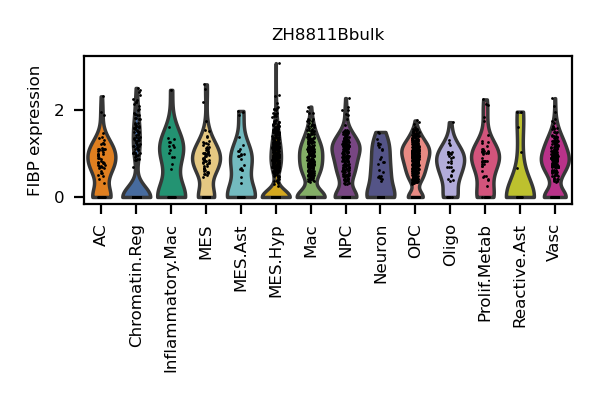 ZH8811Bbulk
FIBP expression
2
0
AC
Chromatin.Reg
Inflammatory.Mac
MES
MES.Ast
MES.Hyp
Mac
NPC
Neuron
OPC
Oligo
Prolif.Metab
Reactive.Ast
Vasc